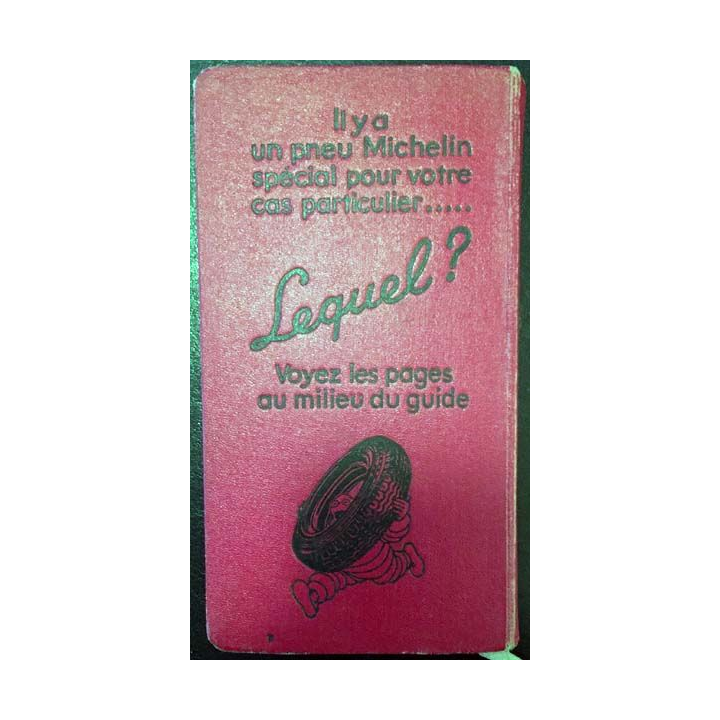 Il y a
un pneu Michelin
spécial pour votre
cas particulier.....
Lequel?
Voyez les pages
au milieu du guide